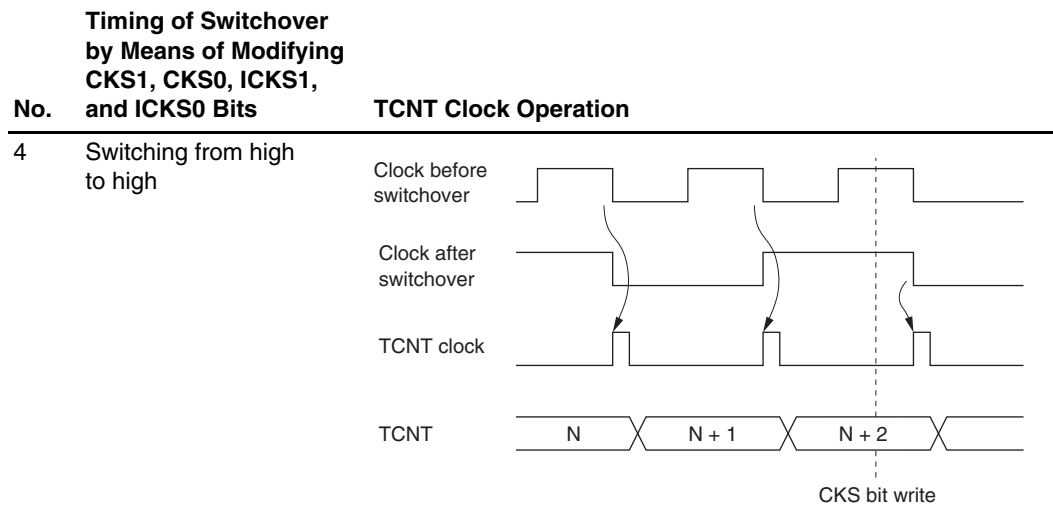 Timing of Switchover
by Means of Modifying
CKS1, CKS0, ICKS1,
No. and ICKS0 Bits TCNT Clock Operation
4 Switching from high
to high
Clock before
switchover
Clock after
switchover
TCNT clock
TCNT N N + 1 N + 2
CKS bit write